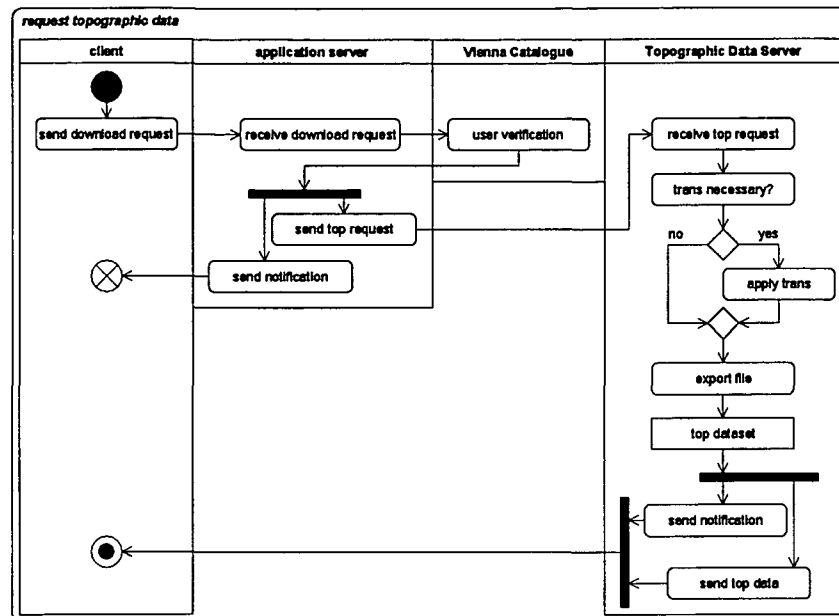 request topographic data
client
application server
Vienna Catalogue
Topographic Data Server
send download request
receive download request
user verification
receive top request
trans necessary?
send top request
no
yes
send notification
apply trans
export file
top dataset
send notification
send top data